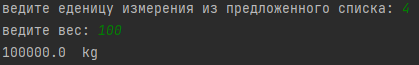 ведите еденицу измерения из предложенного списка: 4
ведите вес: 100
100000.0  kg